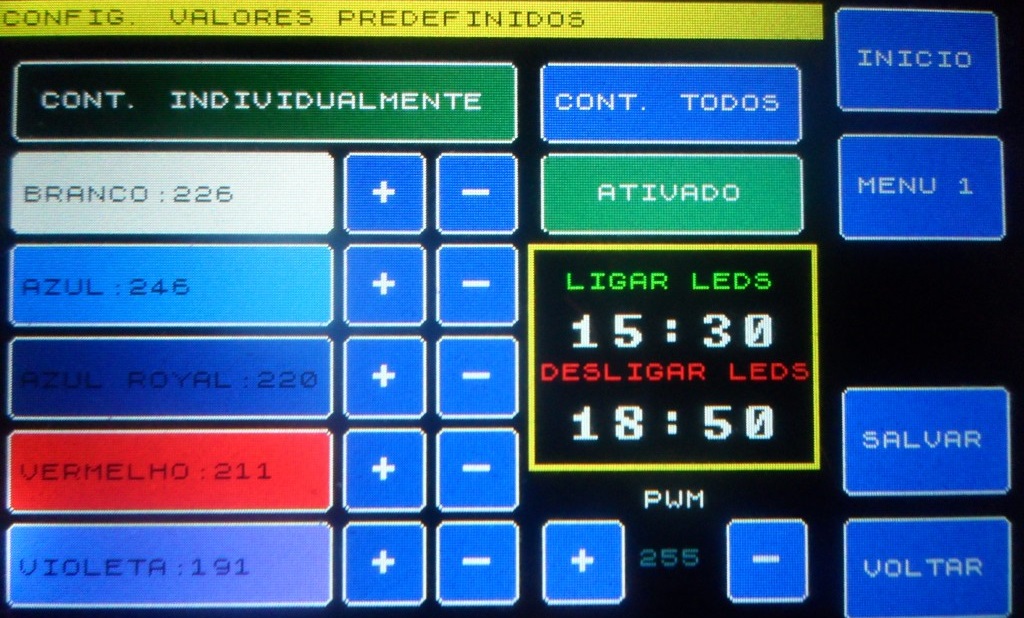 CONFIG. VALORES PREDEFINIDOS
INICIO
CONT. INDIVIDUALMENTE
CONT. TODOS
BRANCO:226
+ -
ATIVADO
MENU 1
AZUL:246
+ -
LIGAR LEDS
15:30
AZUL ROYAL:220
+ -
DESLIGAR LEDS
18:50
SALVAR
VERMELHO:211
+ -
PWM
VIOLETA:191
+ -
+ 255 -
VOLTAR